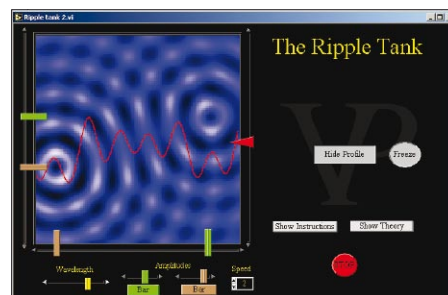 Ripple tank 2.vi
The Ripple Tank
Hide Profile
Freeze
Show Instructions
Show Theory
STOP
Wavelength
Amplitudes
Speed
Bar
Bar
2